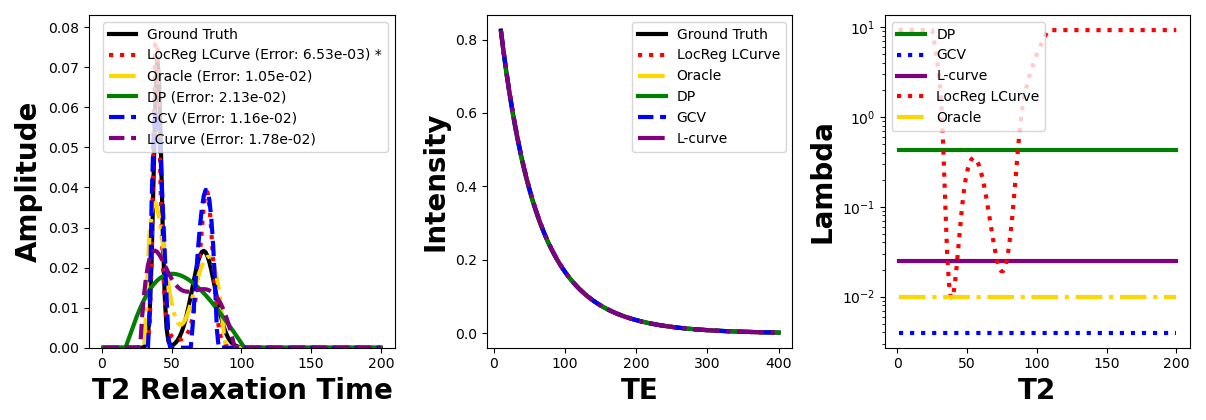 Amplitude
0.08
0.07
0.06
0.05
0.04
0.03
0.02
0.01
0.00
Ground Truth
LocReg LCurve (Error: 6.53e-03) *
Oracle (Error: 1.05e-02)
DP (Error: 2.13e-02)
GCV (Error: 1.16e-02)
LCurve (Error: 1.78e-02)
0 50 100 150 200
T2 Relaxation Time
Intensity
0.8
0.6
0.4
0.2
0.0
Ground Truth
LocReg LCurve
Oracle
DP
GCV
L-curve
0 100 200 300 400
TE
Lambda
10¹
10⁰
10⁻¹
10⁻²
DP
GCV
L-curve
LocReg LCurve
Oracle
0 50 100 150 200
T2